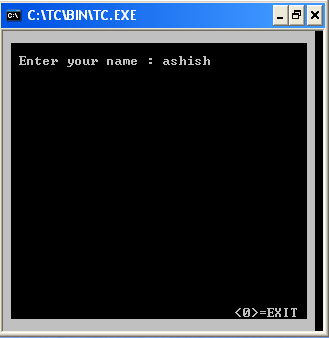 C:\TC\BIN\TC.EXE
Enter your name : ashish
<0>=EXIT